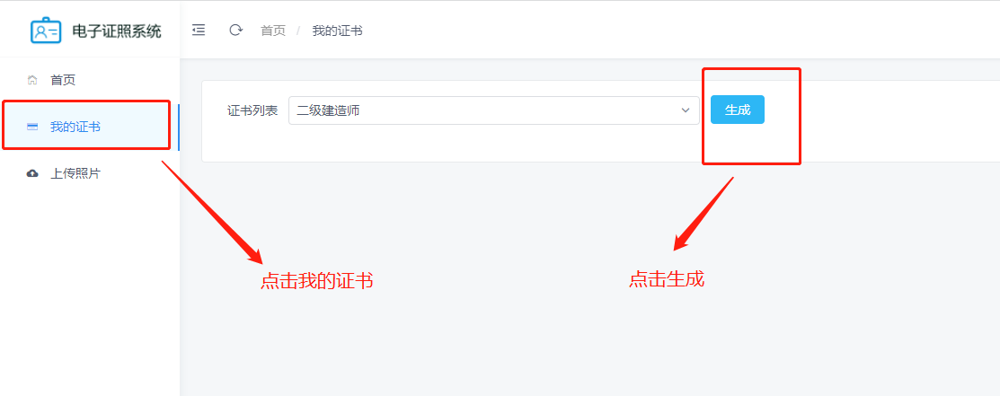 电子证照系统
首页 / 我的证书
首页
我的证书
上传照片
证书列表 二级建造师 生成
点击我的证书
点击生成